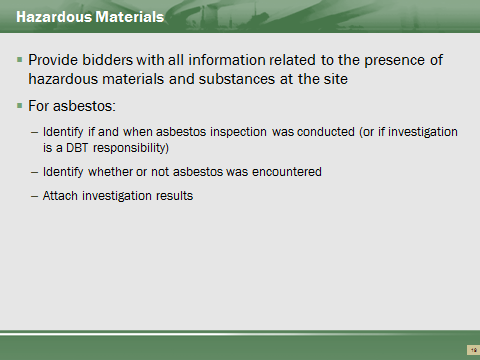 Hazardous Materials
Provide bidders with all information related to the presence of
hazardous materials and substances at the site
For asbestos:
– Identify if and when asbestos inspection was conducted (or if investigation
is a DBT responsibility)
– Identify whether or not asbestos was encountered
– Attach investigation results